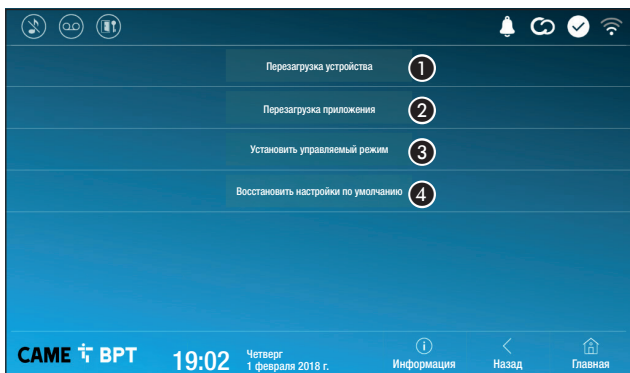 Перезагрузка устройства 1
Перезагрузка приложения 2
Установить управляемый режим 3
Восстановить настройки по умолчанию 4
CAME BPT
19:02
Четверг
1 февраля 2018 г.
Информация
Назад
Главная